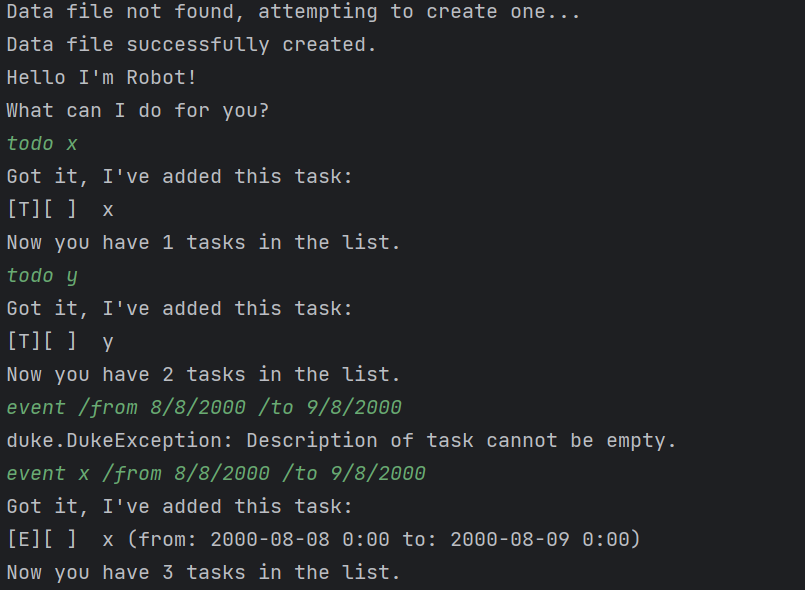 Data file not found, attempting to create one...
Data file successfully created.
Hello I'm Robot!
What can I do for you?
todo x
Got it, I've added this task:
[T][ ]  x
Now you have 1 tasks in the list.
todo y
Got it, I've added this task:
[T][ ]  y
Now you have 2 tasks in the list.
event /from 8/8/2000 /to 9/8/2000
duke.DukeException: Description of task cannot be empty.
event x /from 8/8/2000 /to 9/8/2000
Got it, I've added this task:
[E][ ]  x (from: 2000-08-08 0:00 to: 2000-08-09 0:00)
Now you have 3 tasks in the list.